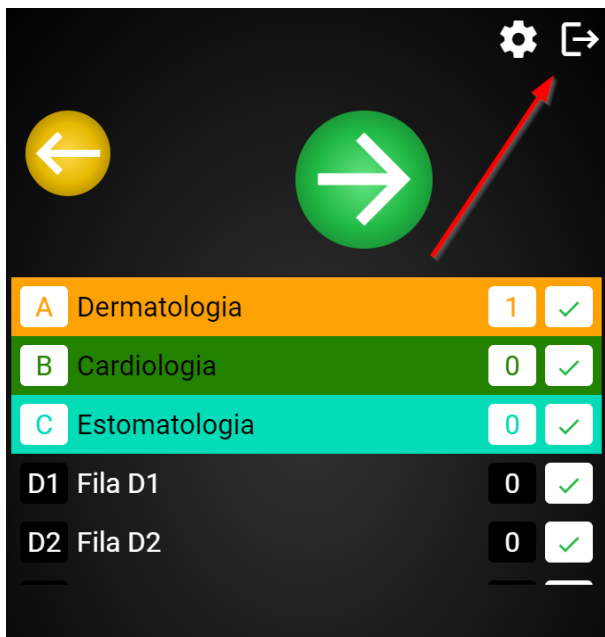 A Dermatologia 1
B Cardiologia 0
C Estomatologia 0
D1 Fila D1 0
D2 Fila D2 0